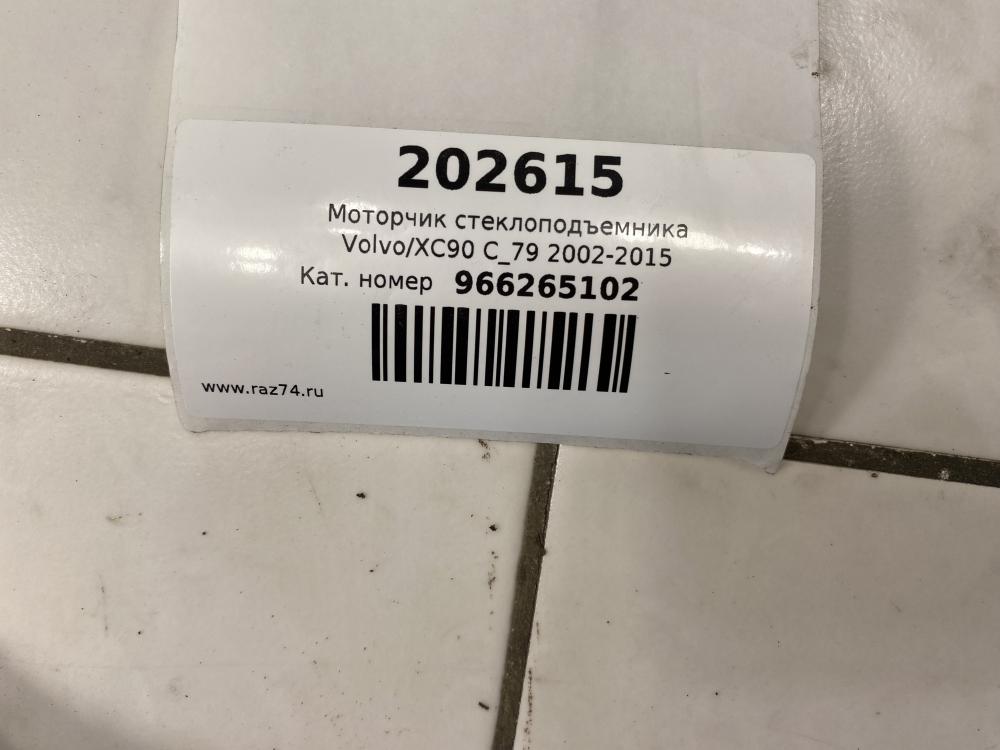 202615
Моторчик стеклоподъемника
Volvo/XC90 C_79 2002-2015
Кат. номер 966265102
www.raz74.ru